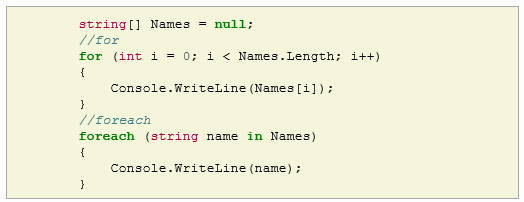 string[] Names = null;
//for
for (int i = 0; i < Names.Length; i++)
{
    Console.WriteLine(Names[i]);
}
//foreach
foreach (string name in Names)
{
    Console.WriteLine(name);
}